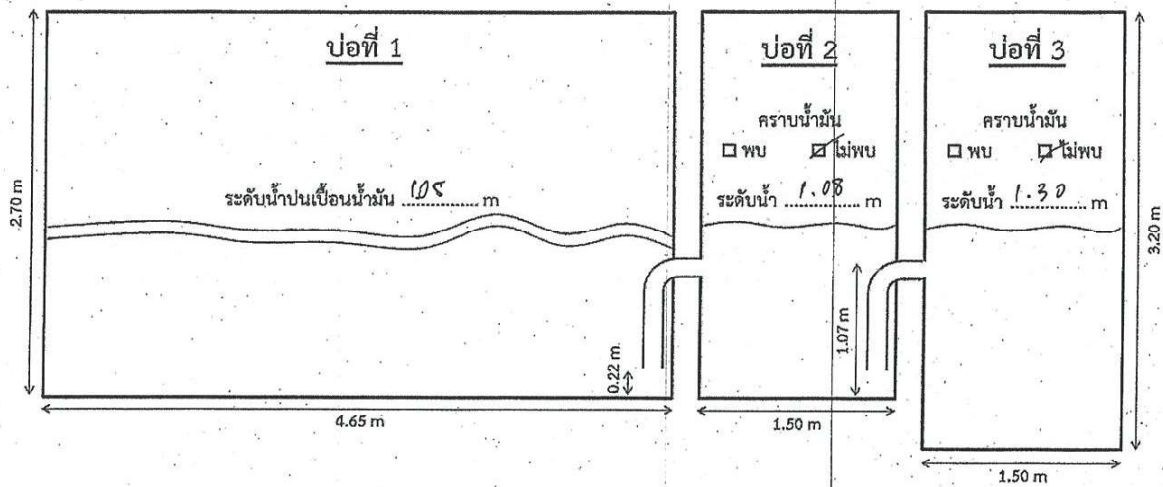 บ่อที่ 1
บ่อที่ 2
บ่อที่ 3
คราบน้ำมัน
☐ พบ ☑ ไม่พบ
คราบน้ำมัน
☐ พบ ☑ ไม่พบ
ระดับน้ำปนเปื้อนน้ำมัน m
ระดับน้ำ 1.08 m
ระดับน้ำ 1.30 m
2.70 m
3.20 m
0.22 m
1.07 m
4.65 m
1.50 m
1.50 m